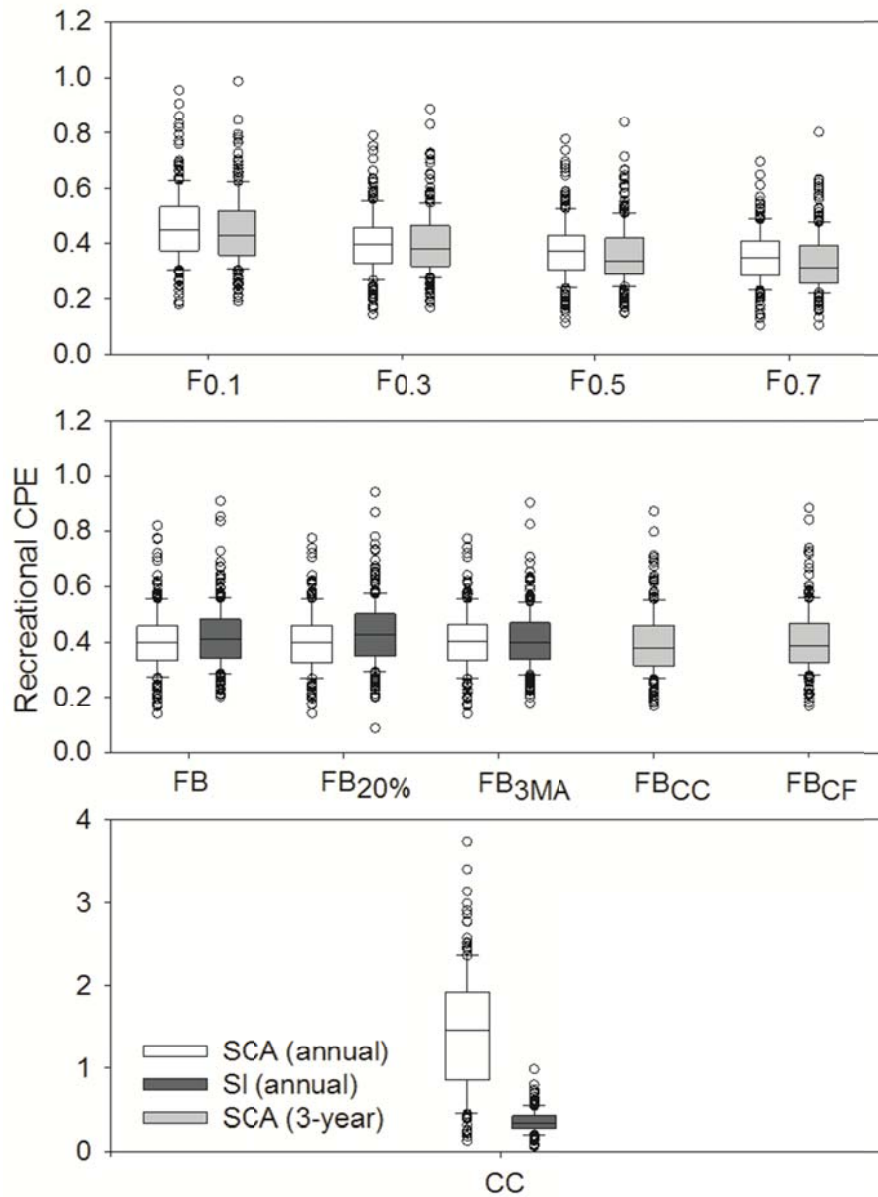 1.2
1.0
0.8
0.6
0.4
0.2
0.0
F0.1 F0.3 F0.5 F0.7
Recreational CPE
1.2
1.0
0.8
0.6
0.4
0.2
0.0
FB FB20% FB3MA FBCC FBCF
4
3
2
1
0
SCA (annual)
SI (annual)
SCA (3-year)
CC